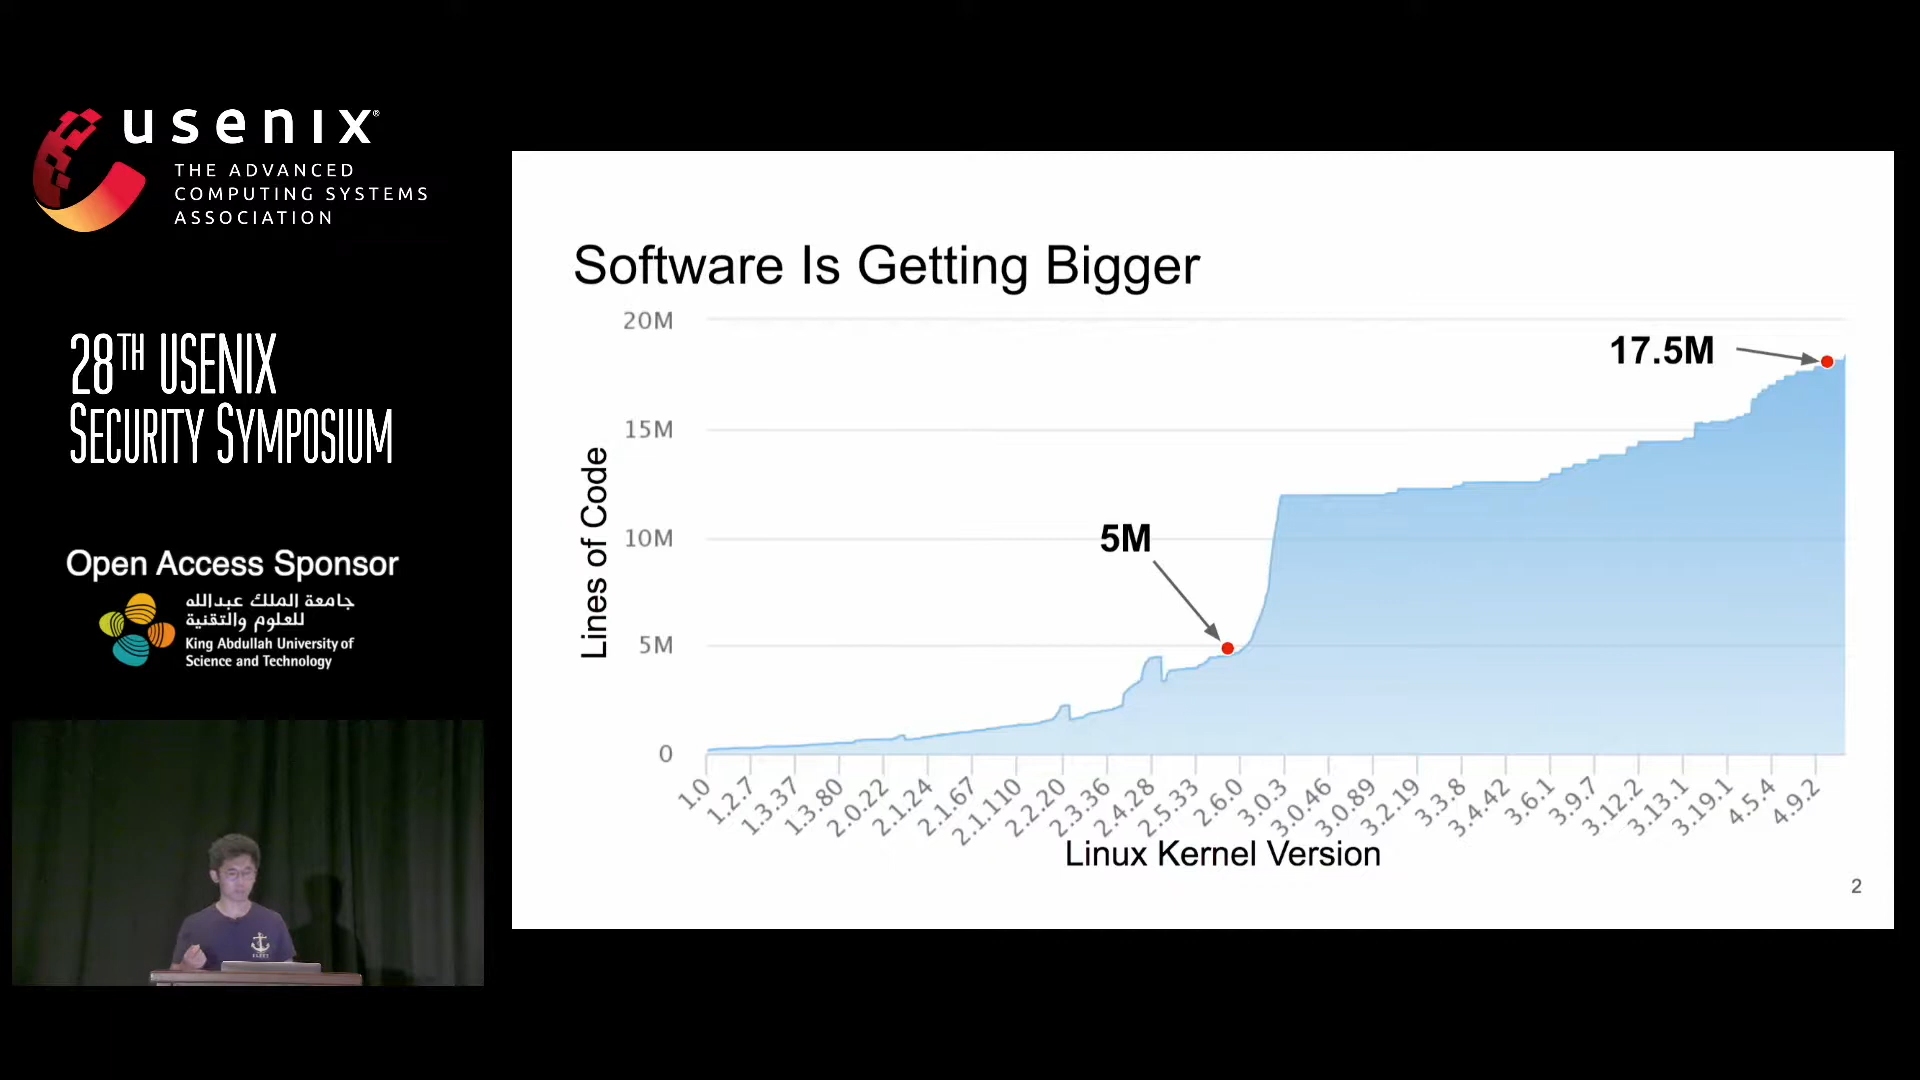 usenix®
THE ADVANCED
COMPUTING SYSTEMS
ASSOCIATION
28TH USENIX
SECURITY SYMPOSIUM
Open Access Sponsor
جامعة الملك عبدالله
للعلوم والتقنية
King Abdullah University of
Science and Technology
Software Is Getting Bigger
20M
15M
10M
5M
0
Lines of Code
17.5M
5M
1.0
1.2.7
1.3.37
1.3.80
2.0.22
2.1.24
2.1.67
2.1.110
2.2.20
2.3.36
2.4.28
2.5.33
2.6.0
3.0.3
3.0.46
3.0.89
3.2.19
3.3.8
3.4.42
3.6.1
3.9.7
3.12.2
3.13.1
3.19.1
4.5.4
4.9.2
Linux Kernel Version
2